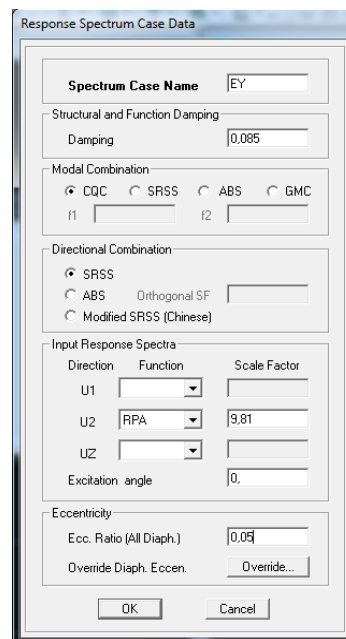 Response Spectrum Case Data
Spectrum Case Name EY
Structural and Function Damping
Damping 0,085
Modal Combination
CQC SRSS ABS GMC
f1 f2
Directional Combination
SRSS
ABS Orthogonal SF
Modified SRSS (Chinese)
Input Response Spectra
Direction Function Scale Factor
U1
U2 RPA 9,81
UZ
Excitation angle 0,
Eccentricity
Ecc. Ratio (All Diaph.) 0,05
Override Diaph. Eccen. Override...
OK Cancel